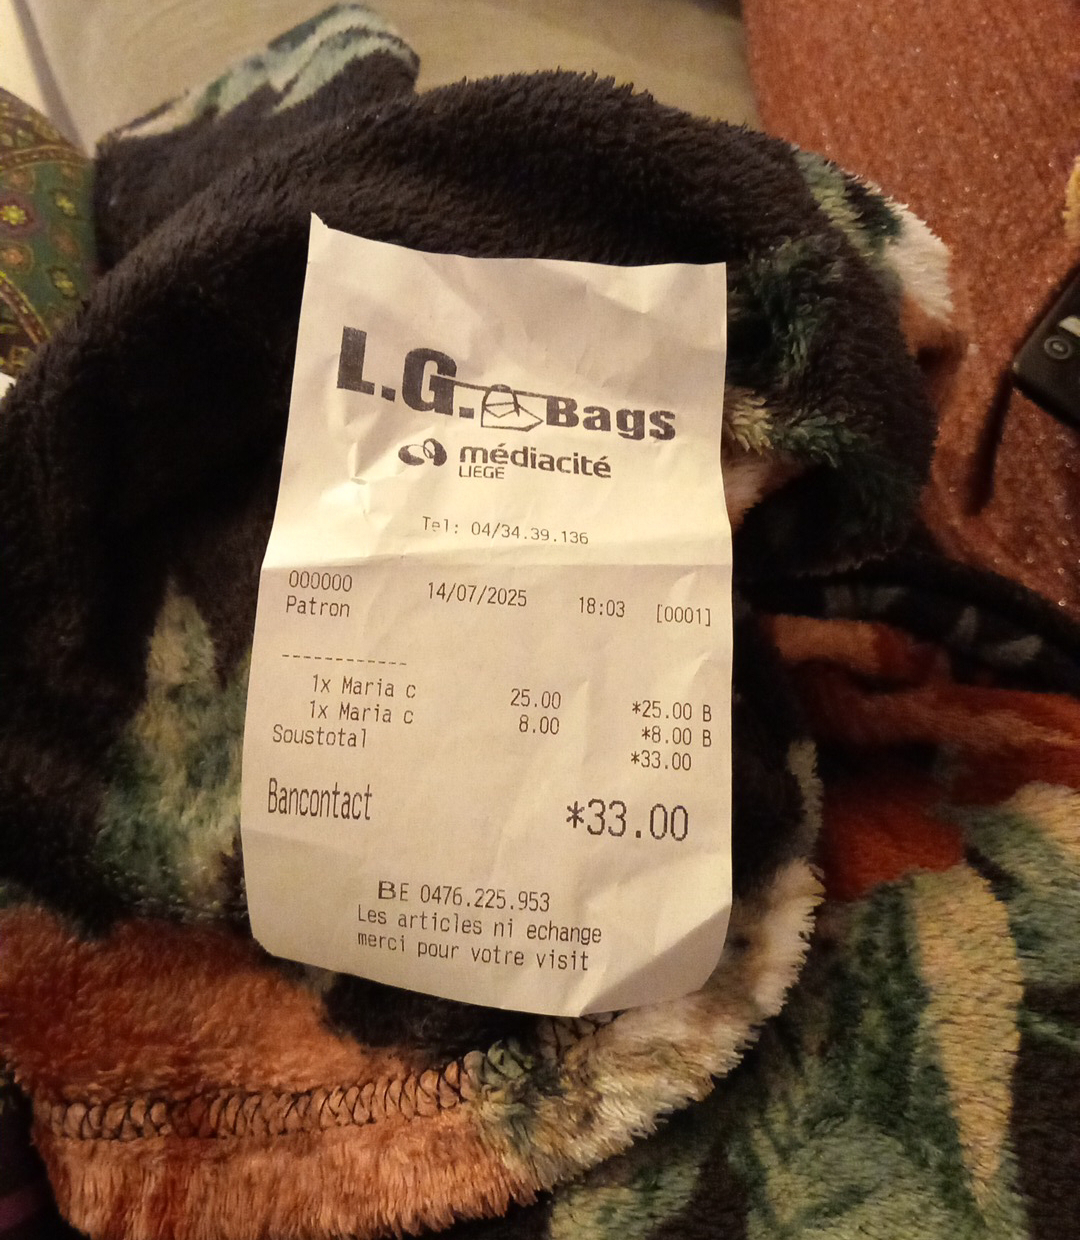 L.G. Bags
médiacité
LIEGE
Tel: 04/34.39.136
000000 14/07/2025 18:03 [0001]
Patron
------------
1x Maria c 25.00 *25.00 B
1x Maria c 8.00 *8.00 B
Soustotal *33.00
Bancontact *33.00
BE 0476.225.953
Les articles ni echange
merci pour votre visit